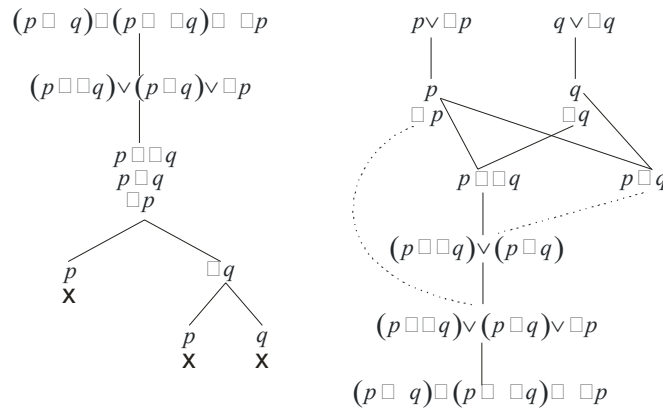 (p □ q)□(p □ □q)□ □p
(p □ □q)∨(p □ q)∨ □p
p □ □q
p □ q
□p
p
X
□q
p
X
q
X
p∨ □p
q∨ □q
p
□p
q
□q
p □ □q
p □ q
(p □ □q)∨(p □ q)
(p □ □q)∨(p □ q)∨ □p
(p □ q)□(p □ □q)□ □p